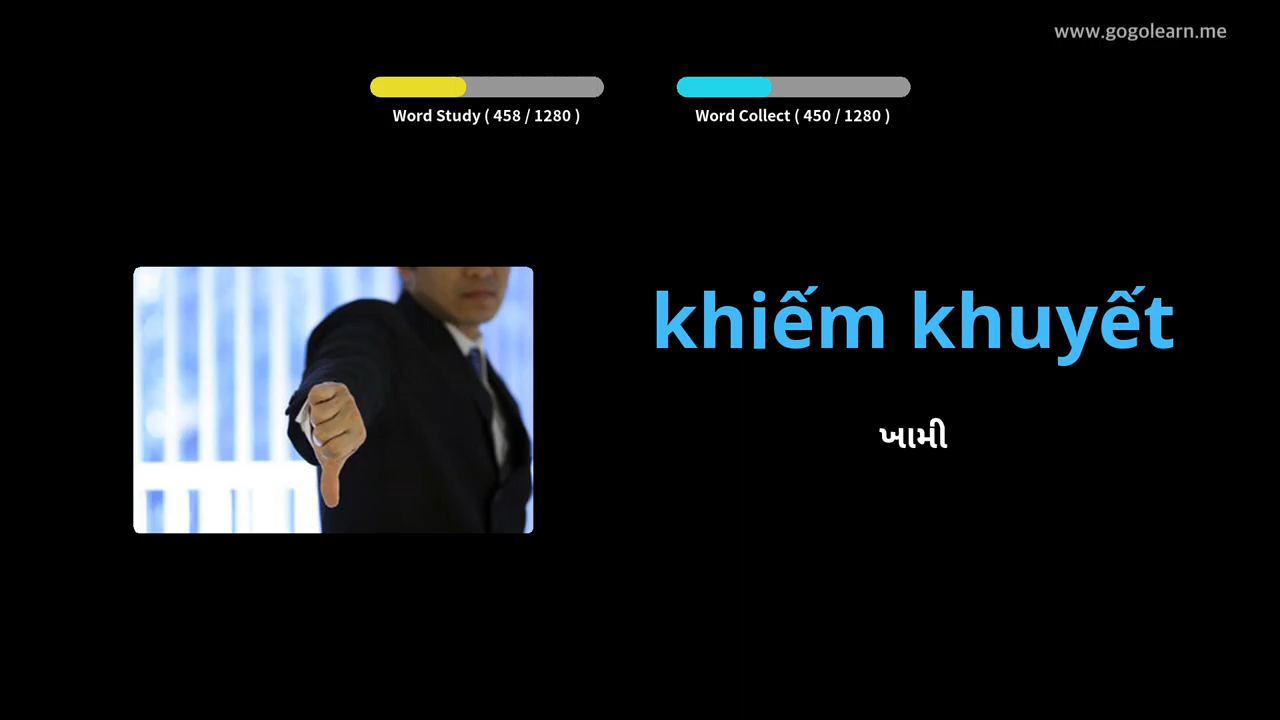 www.gogolearn.me
Word Study ( 458 / 1280 )
Word Collect ( 450 / 1280 )
khiếm khuyết
ખામી